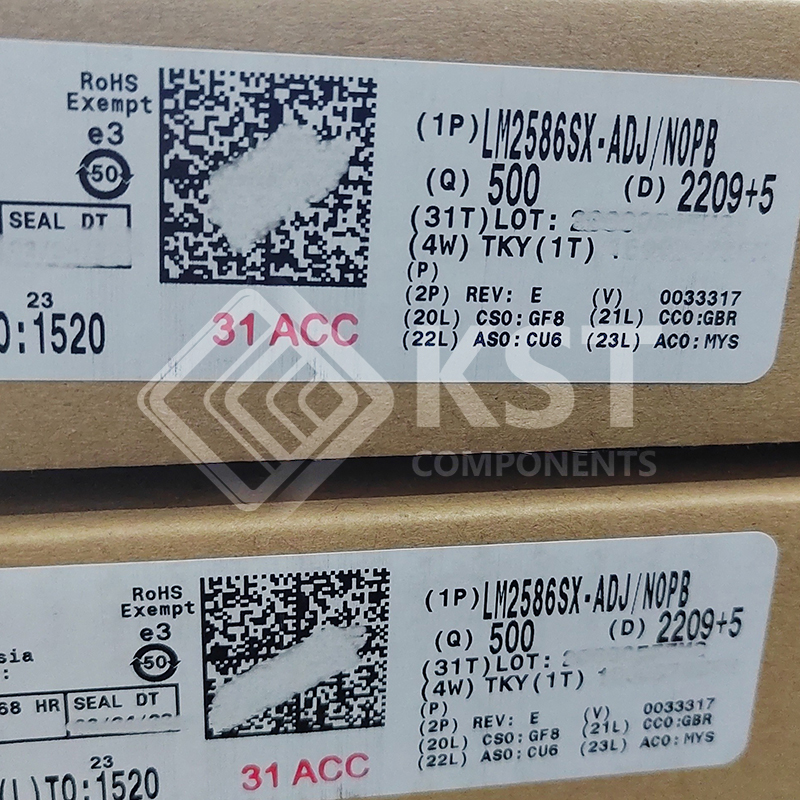 RoHS
Exempt
e3
50
SEAL DT
23
O:1520
31 ACC
(1P) LM2586SX-ADJ/NOPB
(Q) 500 (D) 2209+5
(31T)LOT:
(4W) TKY(1T)
(P)
(2P) REV: E (V) 0033317
(20L) CSO:GF8 (21L) CCO:GBR
(22L) ASO:CU6 (23L) ACO:MYS
KST
COMPONENTS
RoHS
Exempt
e3
50
sia
:
68 HR SEAL DT
23
(L)TO:1520
31 ACC
(1P) LM2586SX-ADJ/NOPB
(Q) 500 (D) 2209+5
(31T)LOT:
(4W) TKY(1T)
(P)
(2P) REV: E (V) 0033317
(20L) CSO:GF8 (21L) CCO:GBR
(22L) ASO:CU6 (23L) ACO:MYS